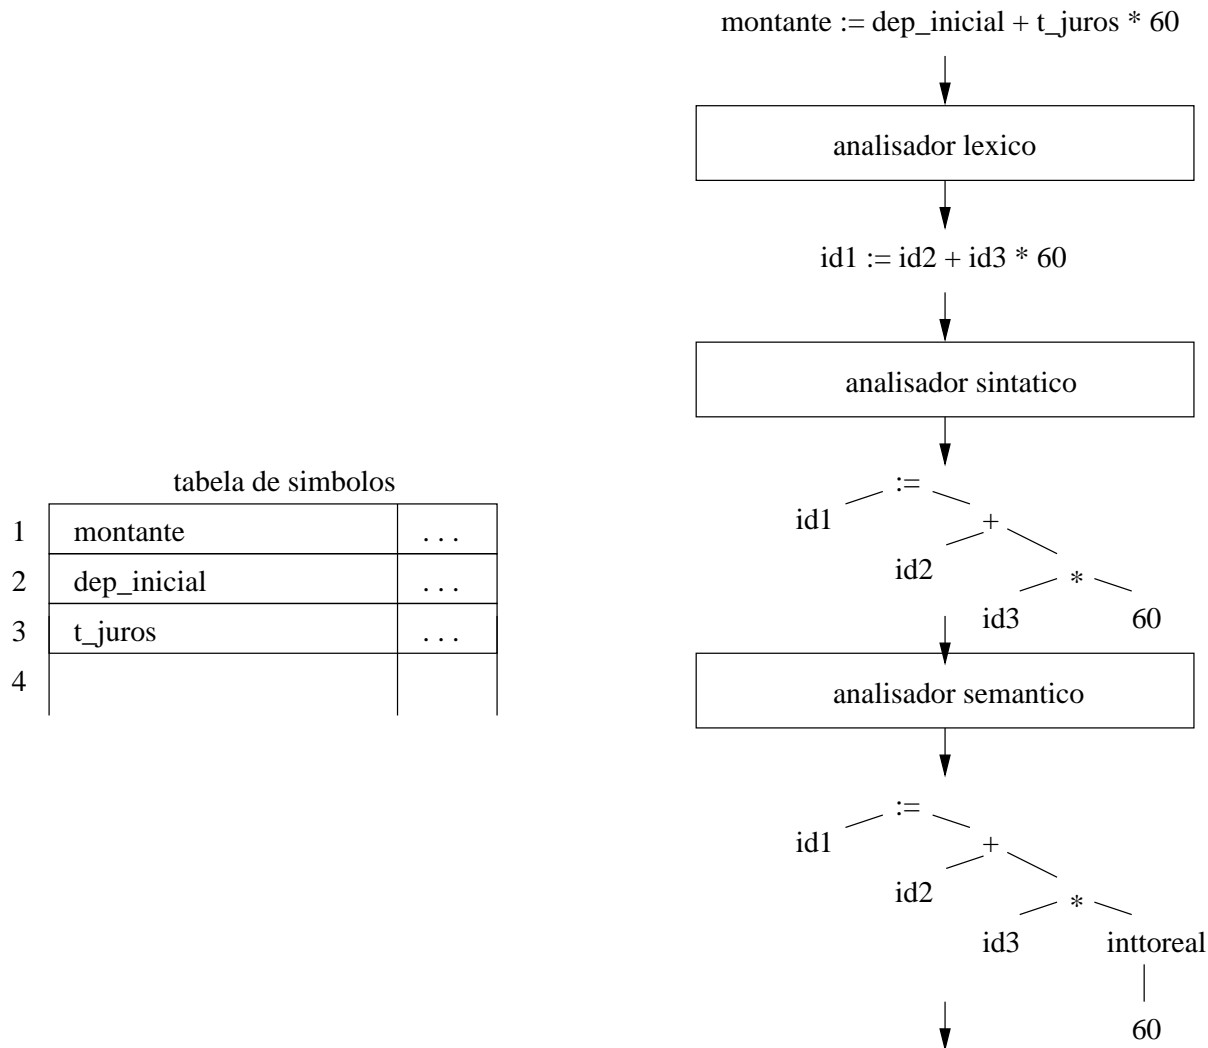 montante := dep_inicial + t_juros * 60
analisador lexico
id1 := id2 + id3 * 60
analisador sintatico
:=
id1
+
id2
*
id3 60
tabela de simbolos
1 montante . . .
2 dep_inicial . . .
3 t_juros . . .
4
analisador semantico
:=
id1
+
id2
*
id3 inttoreal
60